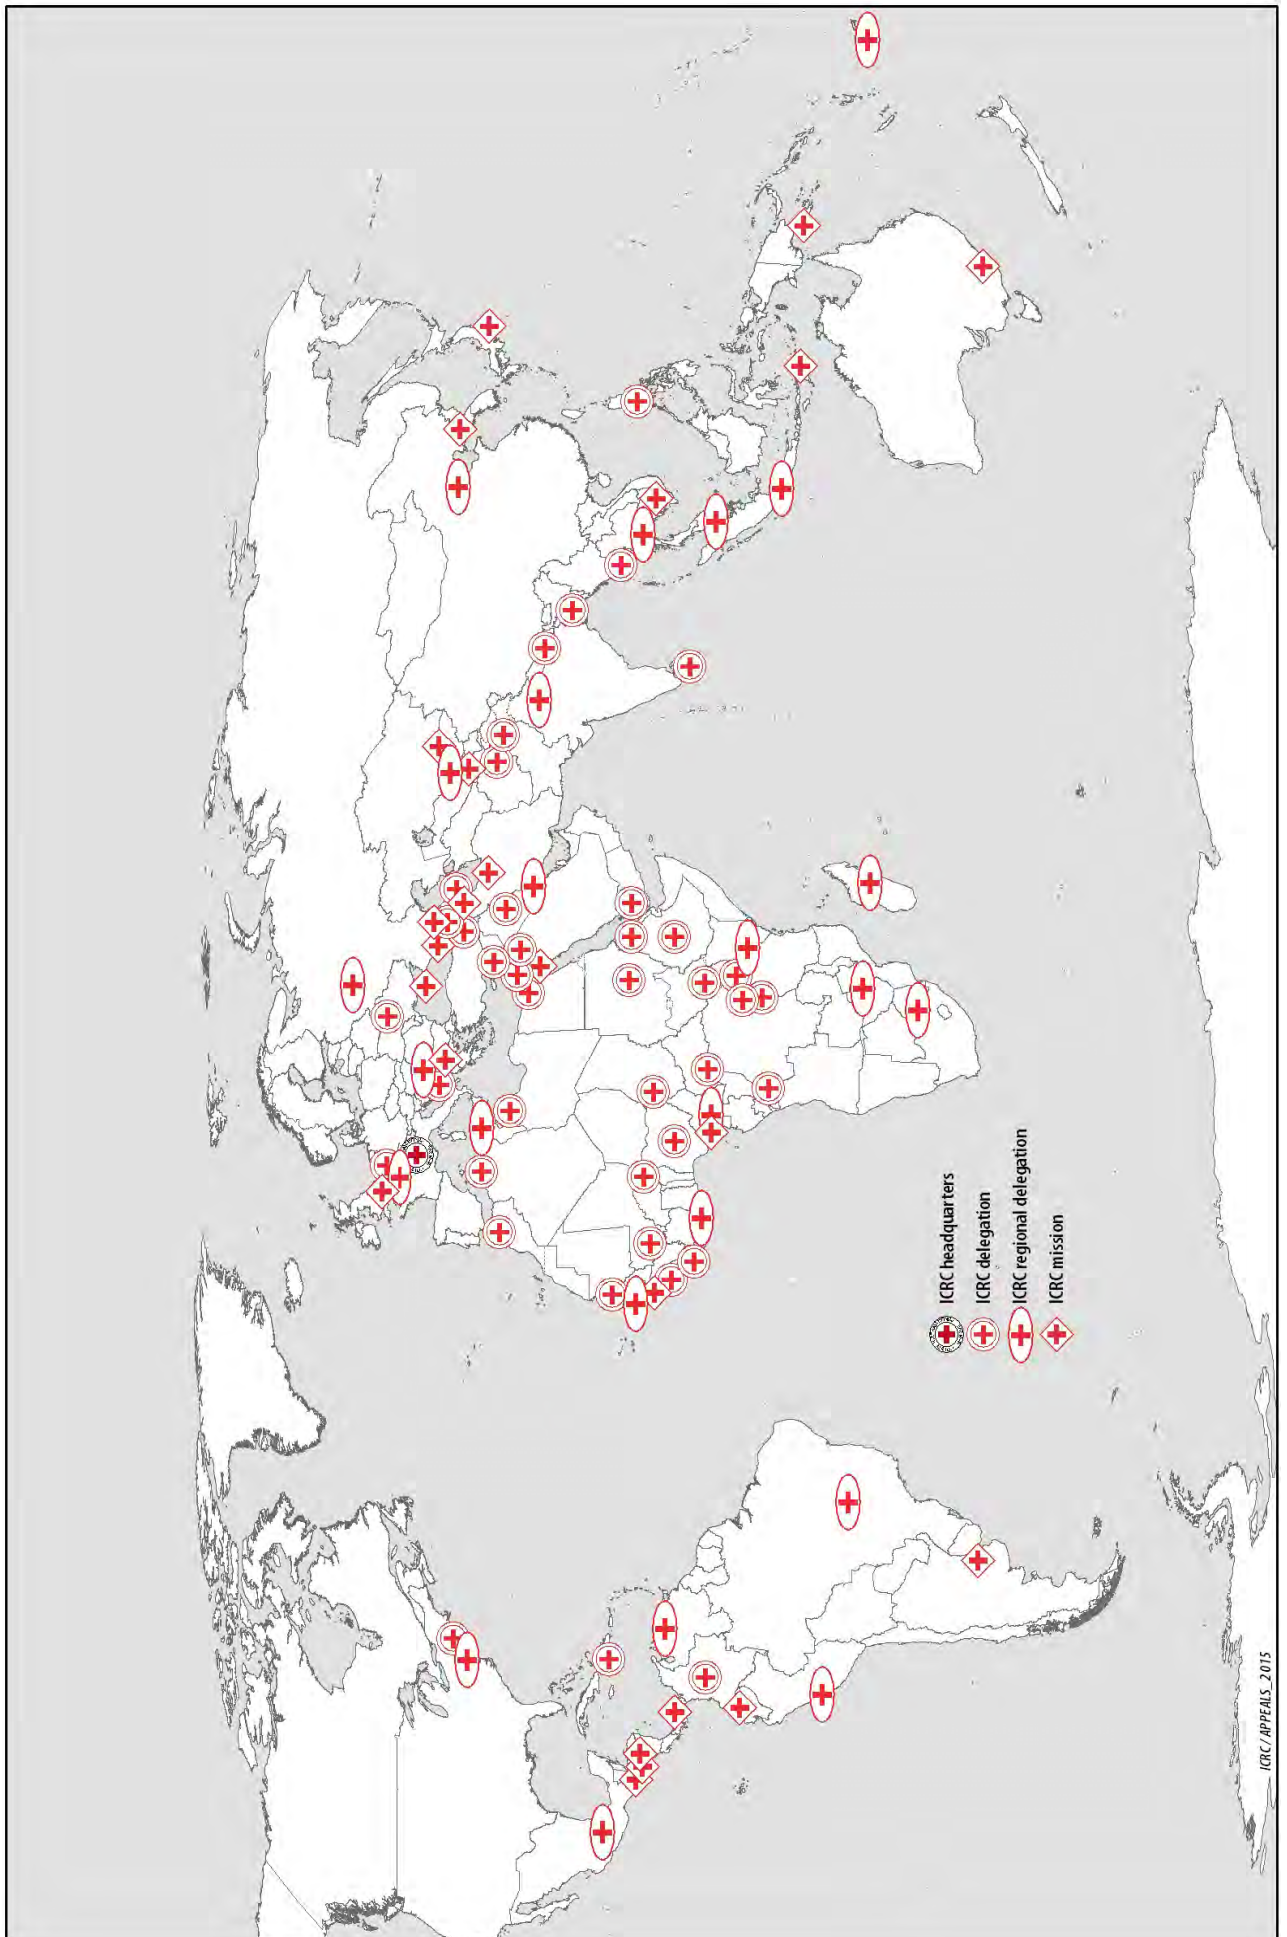 ICRC headquarters
ICRC delegation
ICRC regional delegation
ICRC mission
ICRC / APPEALS_2015